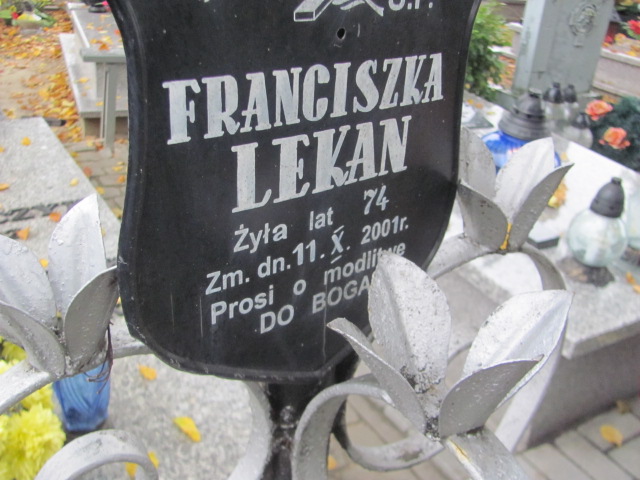 Ś.P.
FRANCISZKA
LEKAN
Żyła lat 74
Zm. dn. 11. X. 2001r.
Prosi o modlitwę
DO BOGA